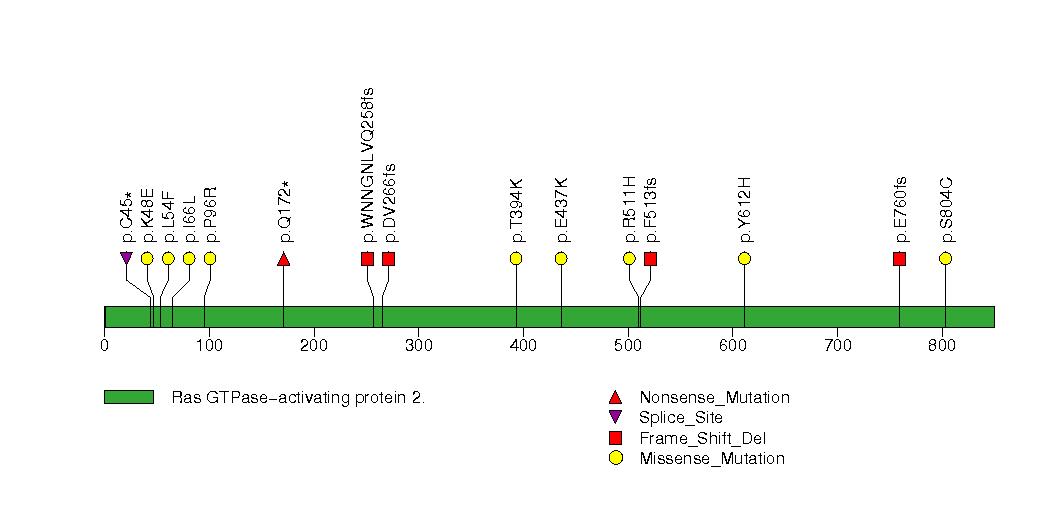 p.C45*
p.K48E
p.L54F
p.I66L
p.P96R
p.Q172*
p.WNNGNLVQ258fs
p.DV266fs
p.T394K
p.E437K
p.R511H
p.F513fs
p.Y612H
p.E760fs
p.S804C
0 100 200 300 400 500 600 700 800
Ras GTPase-activating protein 2.
Nonsense_Mutation
Splice_Site
Frame_Shift_Del
Missense_Mutation